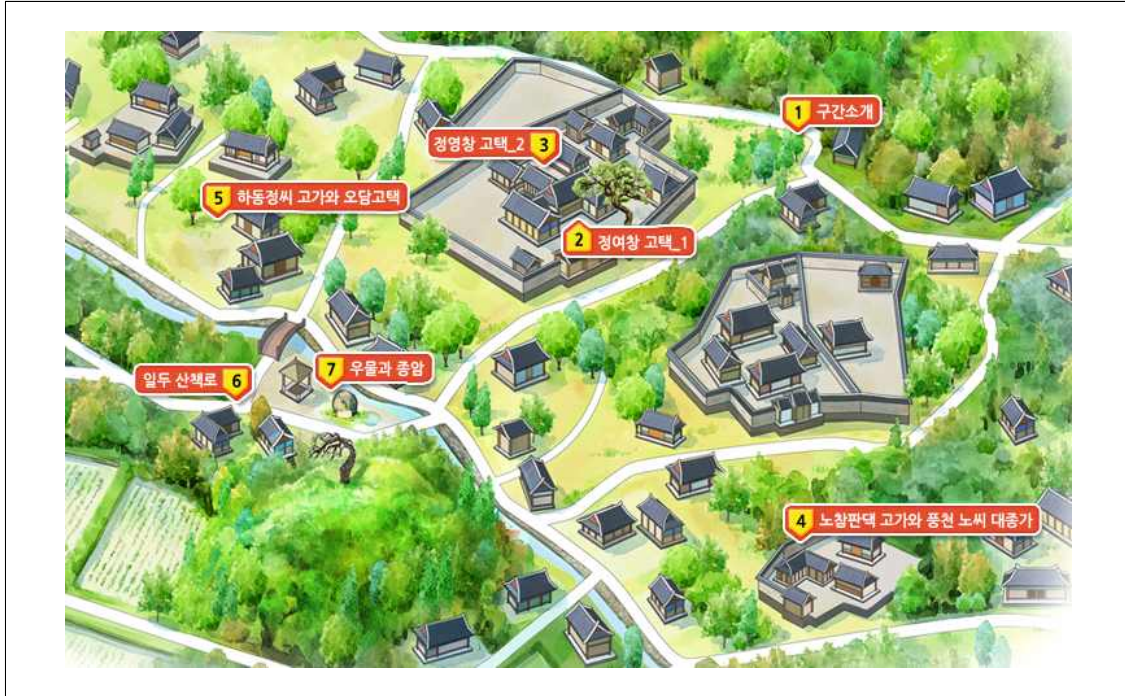 1 구간소개
정영창 고택_2 3
5 하동정씨 고가와 오담고택
2 정여창 고택_1
일두 산책로 6
7 우물과 종암
4 노참판댁 고가와 풍천 노씨 대종가